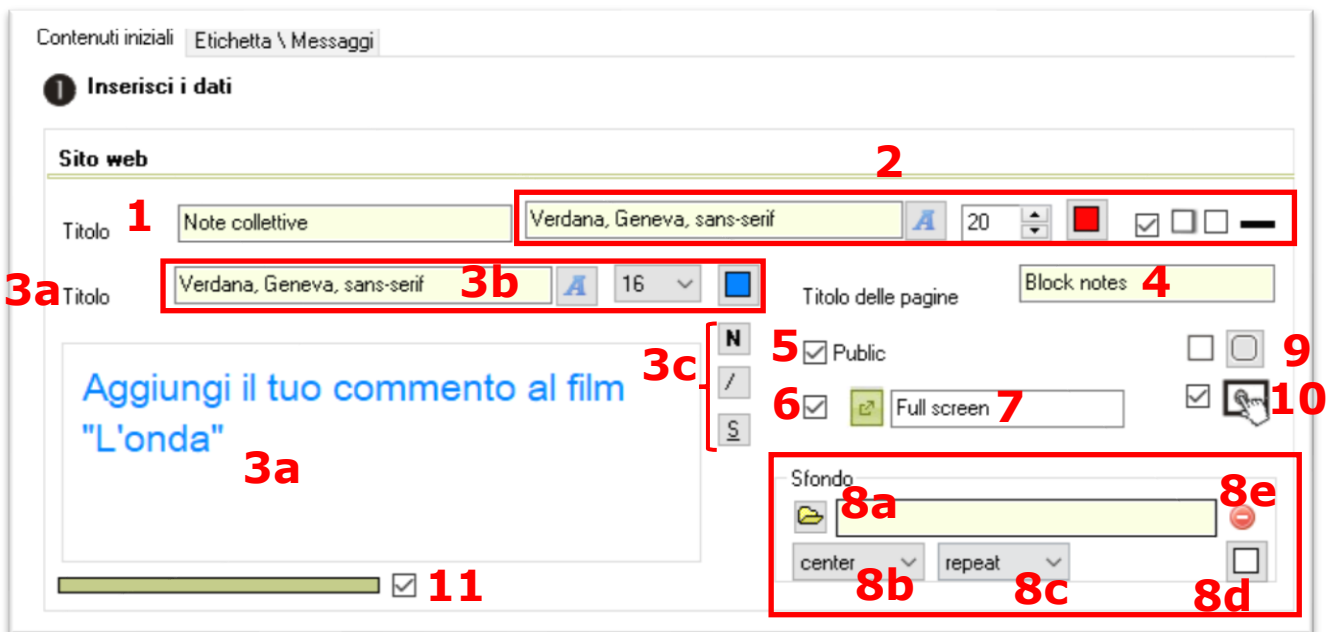 Contenuti iniziali Etichetta \ Messaggi
1 Inserisci i dati
Sito web
2
Titolo 1 Note collettive Verdana, Geneva, sans-serif A 20
3a Titolo Verdana, Geneva, sans-serif 3b A 16 Titolo delle pagine Block notes 4
3c N 5 Public 9
I 6 Full screen 7 10
S
Aggiungi il tuo commento al film
"L'onda"
3a
Sfondo
8a 8e
center 8b repeat 8c 8d
11